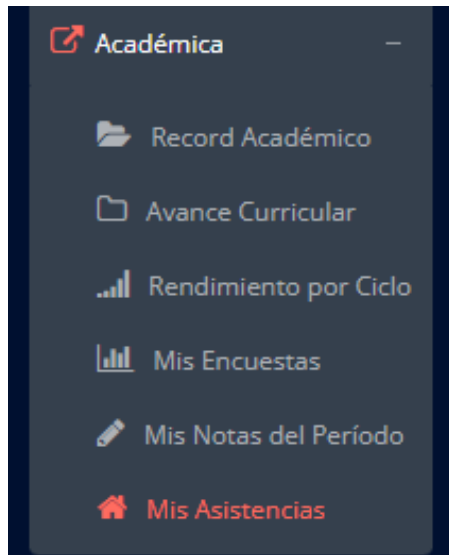 Académica
Record Académico
Avance Curricular
Rendimiento por Ciclo
Mis Encuestas
Mis Notas del Período
Mis Asistencias